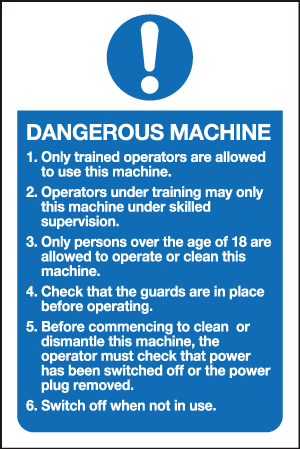 DANGEROUS MACHINE
1. Only trained operators are allowed
to use this machine.
2. Operators under training may only
this machine under skilled
supervision.
3. Only persons over the age of 18 are
allowed to operate or clean this
machine.
4. Check that the guards are in place
before operating.
5. Before commencing to clean or
dismantle this machine, the
operator must check that power
has been switched off or the power
plug removed.
6. Switch off when not in use.